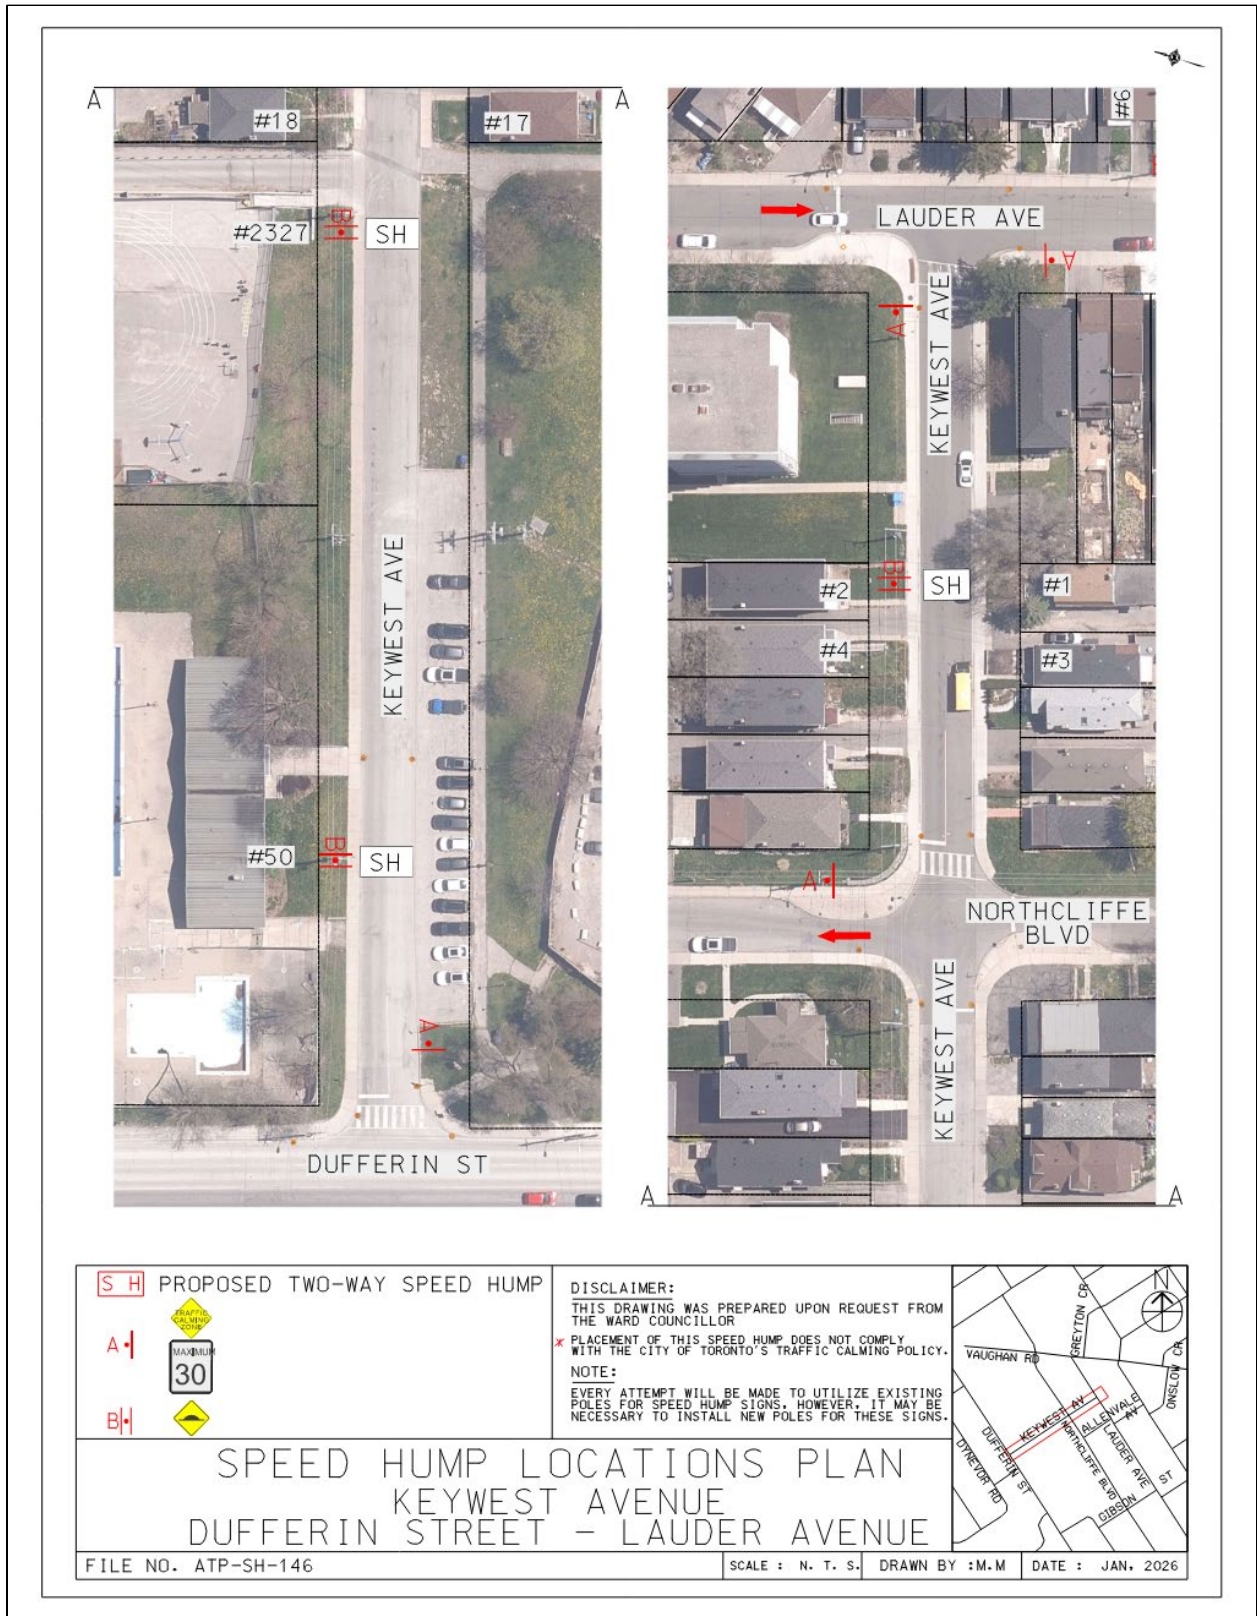 A
A
#18
#17
#2327
B
SH
KEYWEST AVE
#50
B
SH
A
DUFFERIN ST
#6
LAUDER AVE
A
A
KEYWEST AVE
B
SH
#2
#1
#4
#3
A
NORTHCLIFFE
BLVD
KEYWEST AVE
A
A
S H PROPOSED TWO-WAY SPEED HUMP
TRAFFIC
CALMING
ZONE
A
MAXIMUM
30
B
DISCLAIMER:
THIS DRAWING WAS PREPARED UPON REQUEST FROM
THE WARD COUNCILLOR
* PLACEMENT OF THIS SPEED HUMP DOES NOT COMPLY
WITH THE CITY OF TORONTO'S TRAFFIC CALMING POLICY.
NOTE:
EVERY ATTEMPT WILL BE MADE TO UTILIZE EXISTING
POLES FOR SPEED HUMP SIGNS, HOWEVER, IT MAY BE
NECESSARY TO INSTALL NEW POLES FOR THESE SIGNS.
N
GREYTON CR
VAUGHAN RD
ONSLOW CR
KEYWEST AV
ALLENVALE
AV
DUFFERIN ST
NORTHCLIFFE BLVD
LAUDER AVE
DYNEVOR RD
GIBSON ST
SPEED HUMP LOCATIONS PLAN
KEYWEST AVENUE
DUFFERIN STREET - LAUDER AVENUE
FILE NO. ATP-SH-146
SCALE : N. T. S.
DRAWN BY :M.M
DATE : JAN, 2026